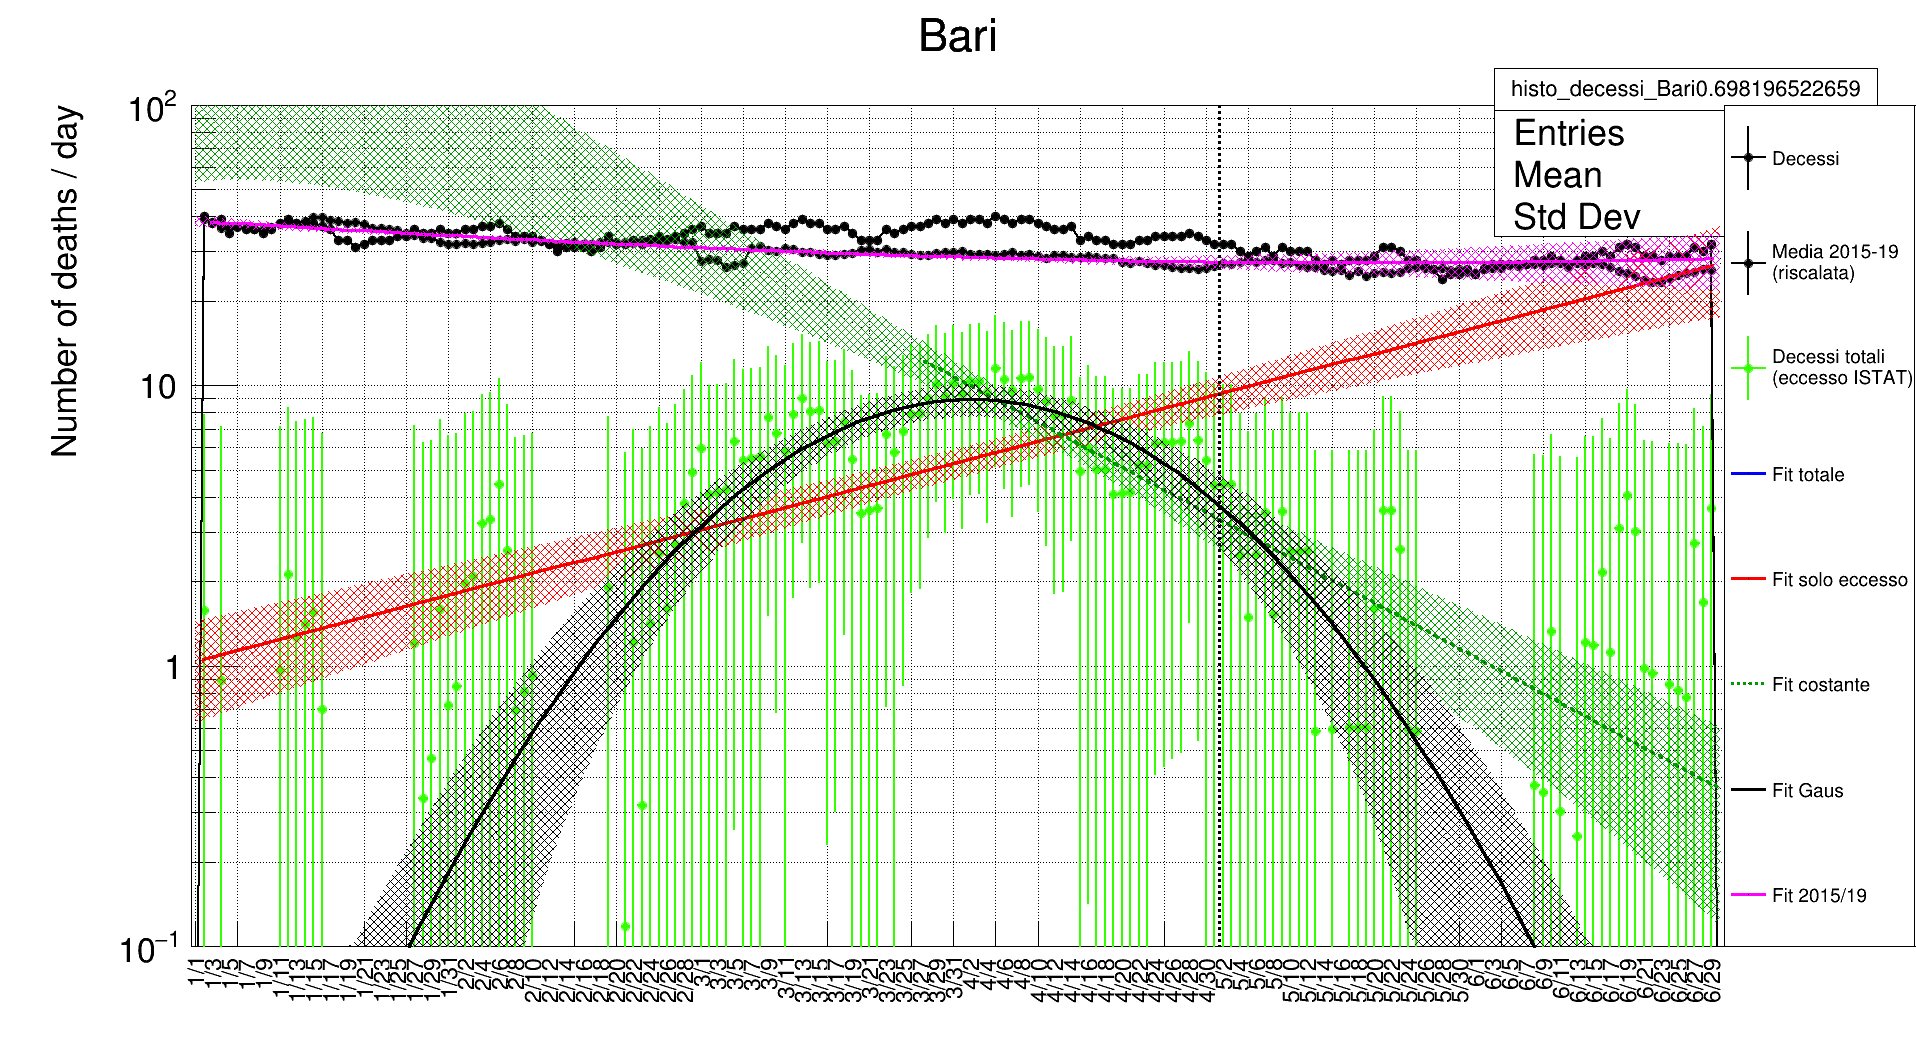 Bari
histo_decessi_Bari0.698196522659
Entries
Mean
Std Dev
Number of deaths / day
10²
10
1
10⁻¹
1/1 1/3 1/5 1/7 1/9 1/11 1/13 1/15 1/17 1/19 1/21 1/23 1/25 1/27 1/29 1/31 2/2 2/4 2/6 2/8 2/10 2/12 2/14 2/16 2/18 2/20 2/22 2/24 2/26 2/28 3/1 3/3 3/5 3/7 3/9 3/11 3/13 3/15 3/17 3/19 3/21 3/23 3/25 3/27 3/29 3/31 4/2 4/4 4/6 4/8 4/10 4/12 4/14 4/16 4/18 4/20 4/22 4/24 4/26 4/28 4/30 5/2 5/4 5/6 5/8 5/10 5/12 5/14 5/16 5/18 5/20 5/22 5/24 5/26 5/28 5/30 6/1 6/3 6/5 6/7 6/9 6/11 6/13 6/15 6/17 6/19 6/21 6/23 6/25 6/27 6/29
Decessi
Media 2015-19
(riscalata)
Decessi totali
(eccesso ISTAT)
Fit totale
Fit solo eccesso
Fit costante
Fit Gaus
Fit 2015/19